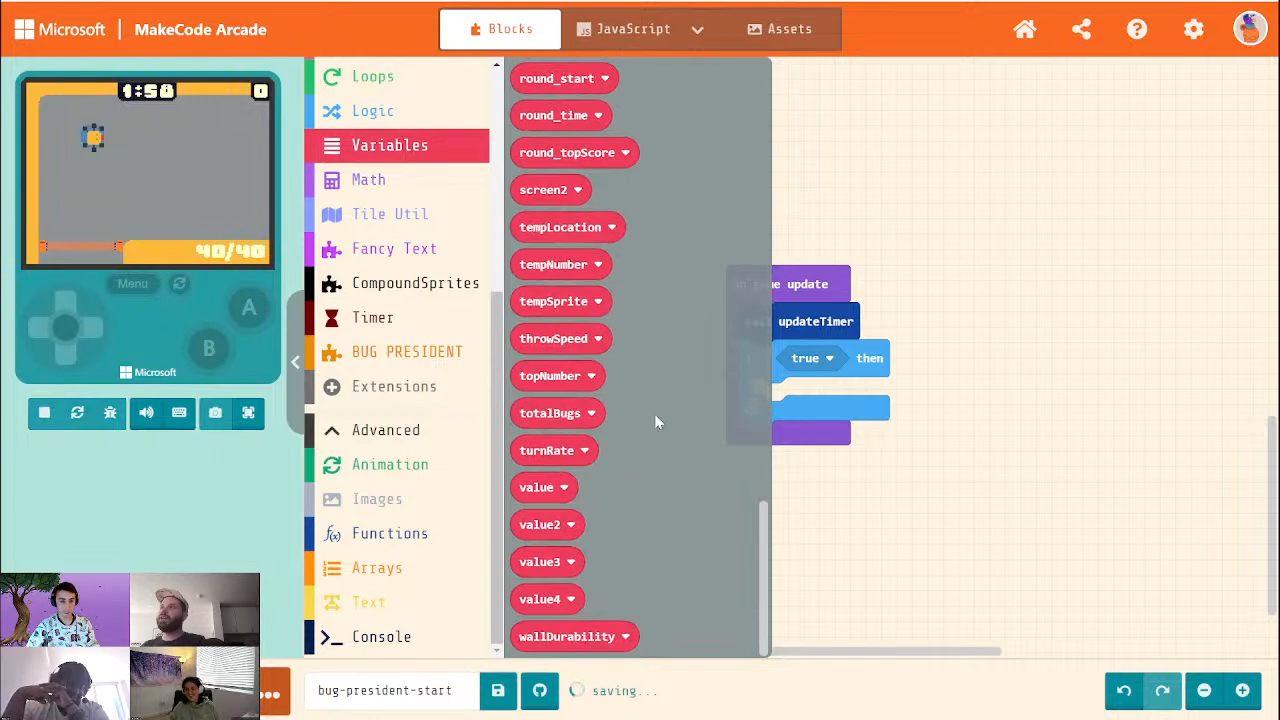 Microsoft
MakeCode Arcade
Blocks
JavaScript
Assets
1:58
0
40/40
Menu
A
B
Microsoft
Loops
Logic
Variables
Math
Tile Util
Fancy Text
CompoundSprites
Timer
BUG PRESIDENT
Extensions
Advanced
Animation
Images
Functions
Arrays
Text
Console
round_start
round_time
round_topScore
screen2
tempLocation
tempNumber
tempSprite
throwSpeed
topNumber
totalBugs
turnRate
value
value2
value3
value4
wallDurability
update
updateTimer
true
then
bug-president-start
saving...